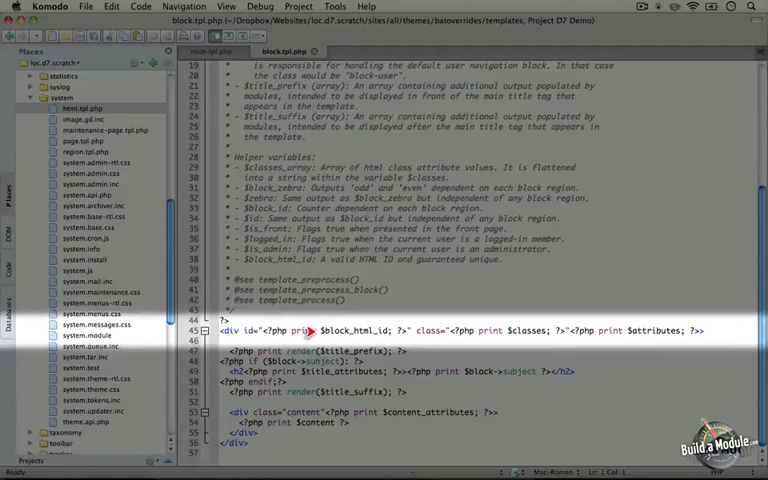 Komodo File Edit Code Navigation View Debug Project Tools Help
block.tpl.php (~/Dropbox/Websites/loc.d7.scratch/sites/all/themes/batoverrides/templates, Project D7 Demo)
Places
node.tpl.php block.tpl.php
loc.d7.scratch
statistics
syslog
system
html.tpl.php
image.gd.inc
maintenance-page.tpl.php
page.tpl.php
region.tpl.php
system.admin-rtl.css
system.admin.css
system.admin.inc
system.api.php
system.archiver.inc
system.base-rtl.css
system.base.css
system.cron.js
system.info
system.install
system.js
system.mail.inc
system.maintenance.css
system.menus-rtl.css
system.menus.css
system.messages.css
system.module
system.queue.inc
system.tar.inc
system.test
system.theme-rtl.css
system.theme.css
system.tokens.inc
system.updater.inc
theme.api.php
taxonomy
toolbar
Places
DOM
Code
Databases
19 * is responsible for handling the default user navigation block. In that case
20 * the class would be "block-user".
21 * - $title_prefix (array): An array containing additional output populated by
22 * modules, intended to be displayed in front of the main title tag that
23 * appears in the template.
24 * - $title_suffix (array): An array containing additional output populated by
25 * modules, intended to be displayed after the main title tag that appears in
26 * the template.
27 *
28 * Helper variables:
29 * - $classes_array: Array of html class attribute values. It is flattened
30 * into a string within the variable $classes.
31 * - $block_zebra: Outputs 'odd' and 'even' dependent on each block region.
32 * - $zebra: Same output as $block_zebra but independent of any block region.
33 * - $block_id: Counter dependent on each block region.
34 * - $id: Same output as $block_id but independent of any block region.
35 * - $is_front: Flags true when presented in the front page.
36 * - $logged_in: Flags true when the current user is a logged-in member.
37 * - $is_admin: Flags true when the current user is an administrator.
38 * - $block_html_id: A valid HTML ID and guaranteed unique.
39 *
40 * @see template_preprocess()
41 * @see template_preprocess_block()
42 * @see template_process()
43 */
44 ?>
45 <div id="<?php print $block_html_id; ?>" class="<?php print $classes; ?>"<?php print $attributes; ?>>
46
47 <?php print render($title_prefix); ?>
48 <?php if ($block->subject): ?>
49 <h2<?php print $title_attributes; ?>><?php print $block->subject ?></h2>
50 <?php endif;?>
51 <?php print render($title_suffix); ?>
52
53 <div class="content"<?php print $content_attributes; ?>>
54 <?php print $content ?>
55 </div>
56 </div>
57
Build a Module.com
Projects
Ready Mac-Roman Ln: 1 Col: 1 PHP